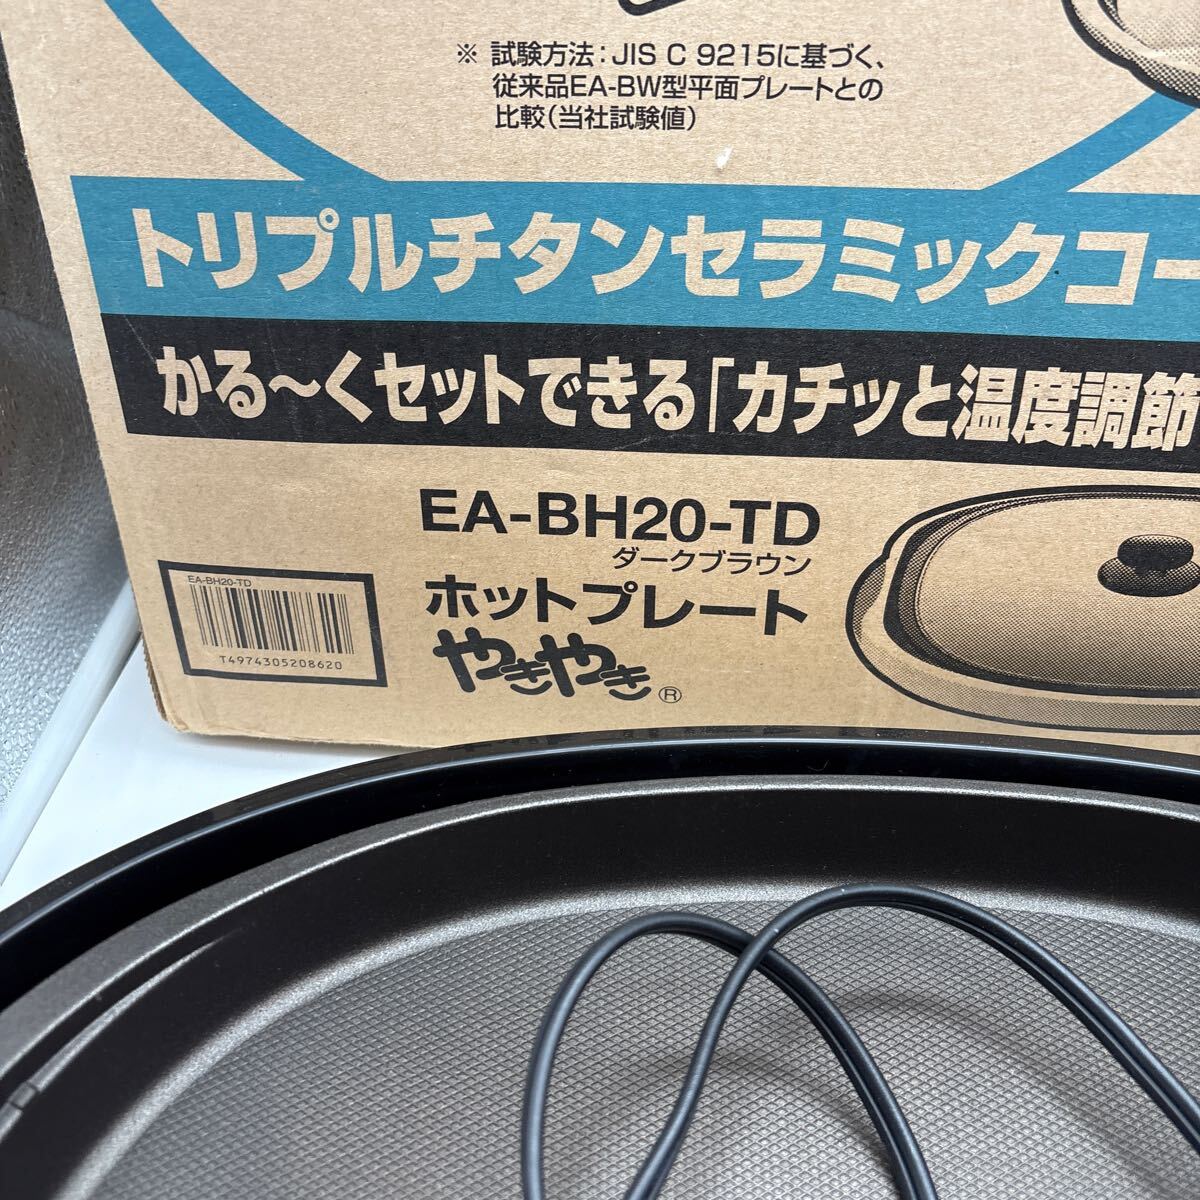 ※ 試験方法：JIS C 9215に基づく、
従来品EA-BW型平面プレートとの
比較（当社試験値）
トリプルチタンセラミックコー
かる〜くセットできる「カチッと温度調節
EA-BH20-TD
ダークブラウン
ホットプレート
やきやき®
EA-BH20-TD
T4974305208620